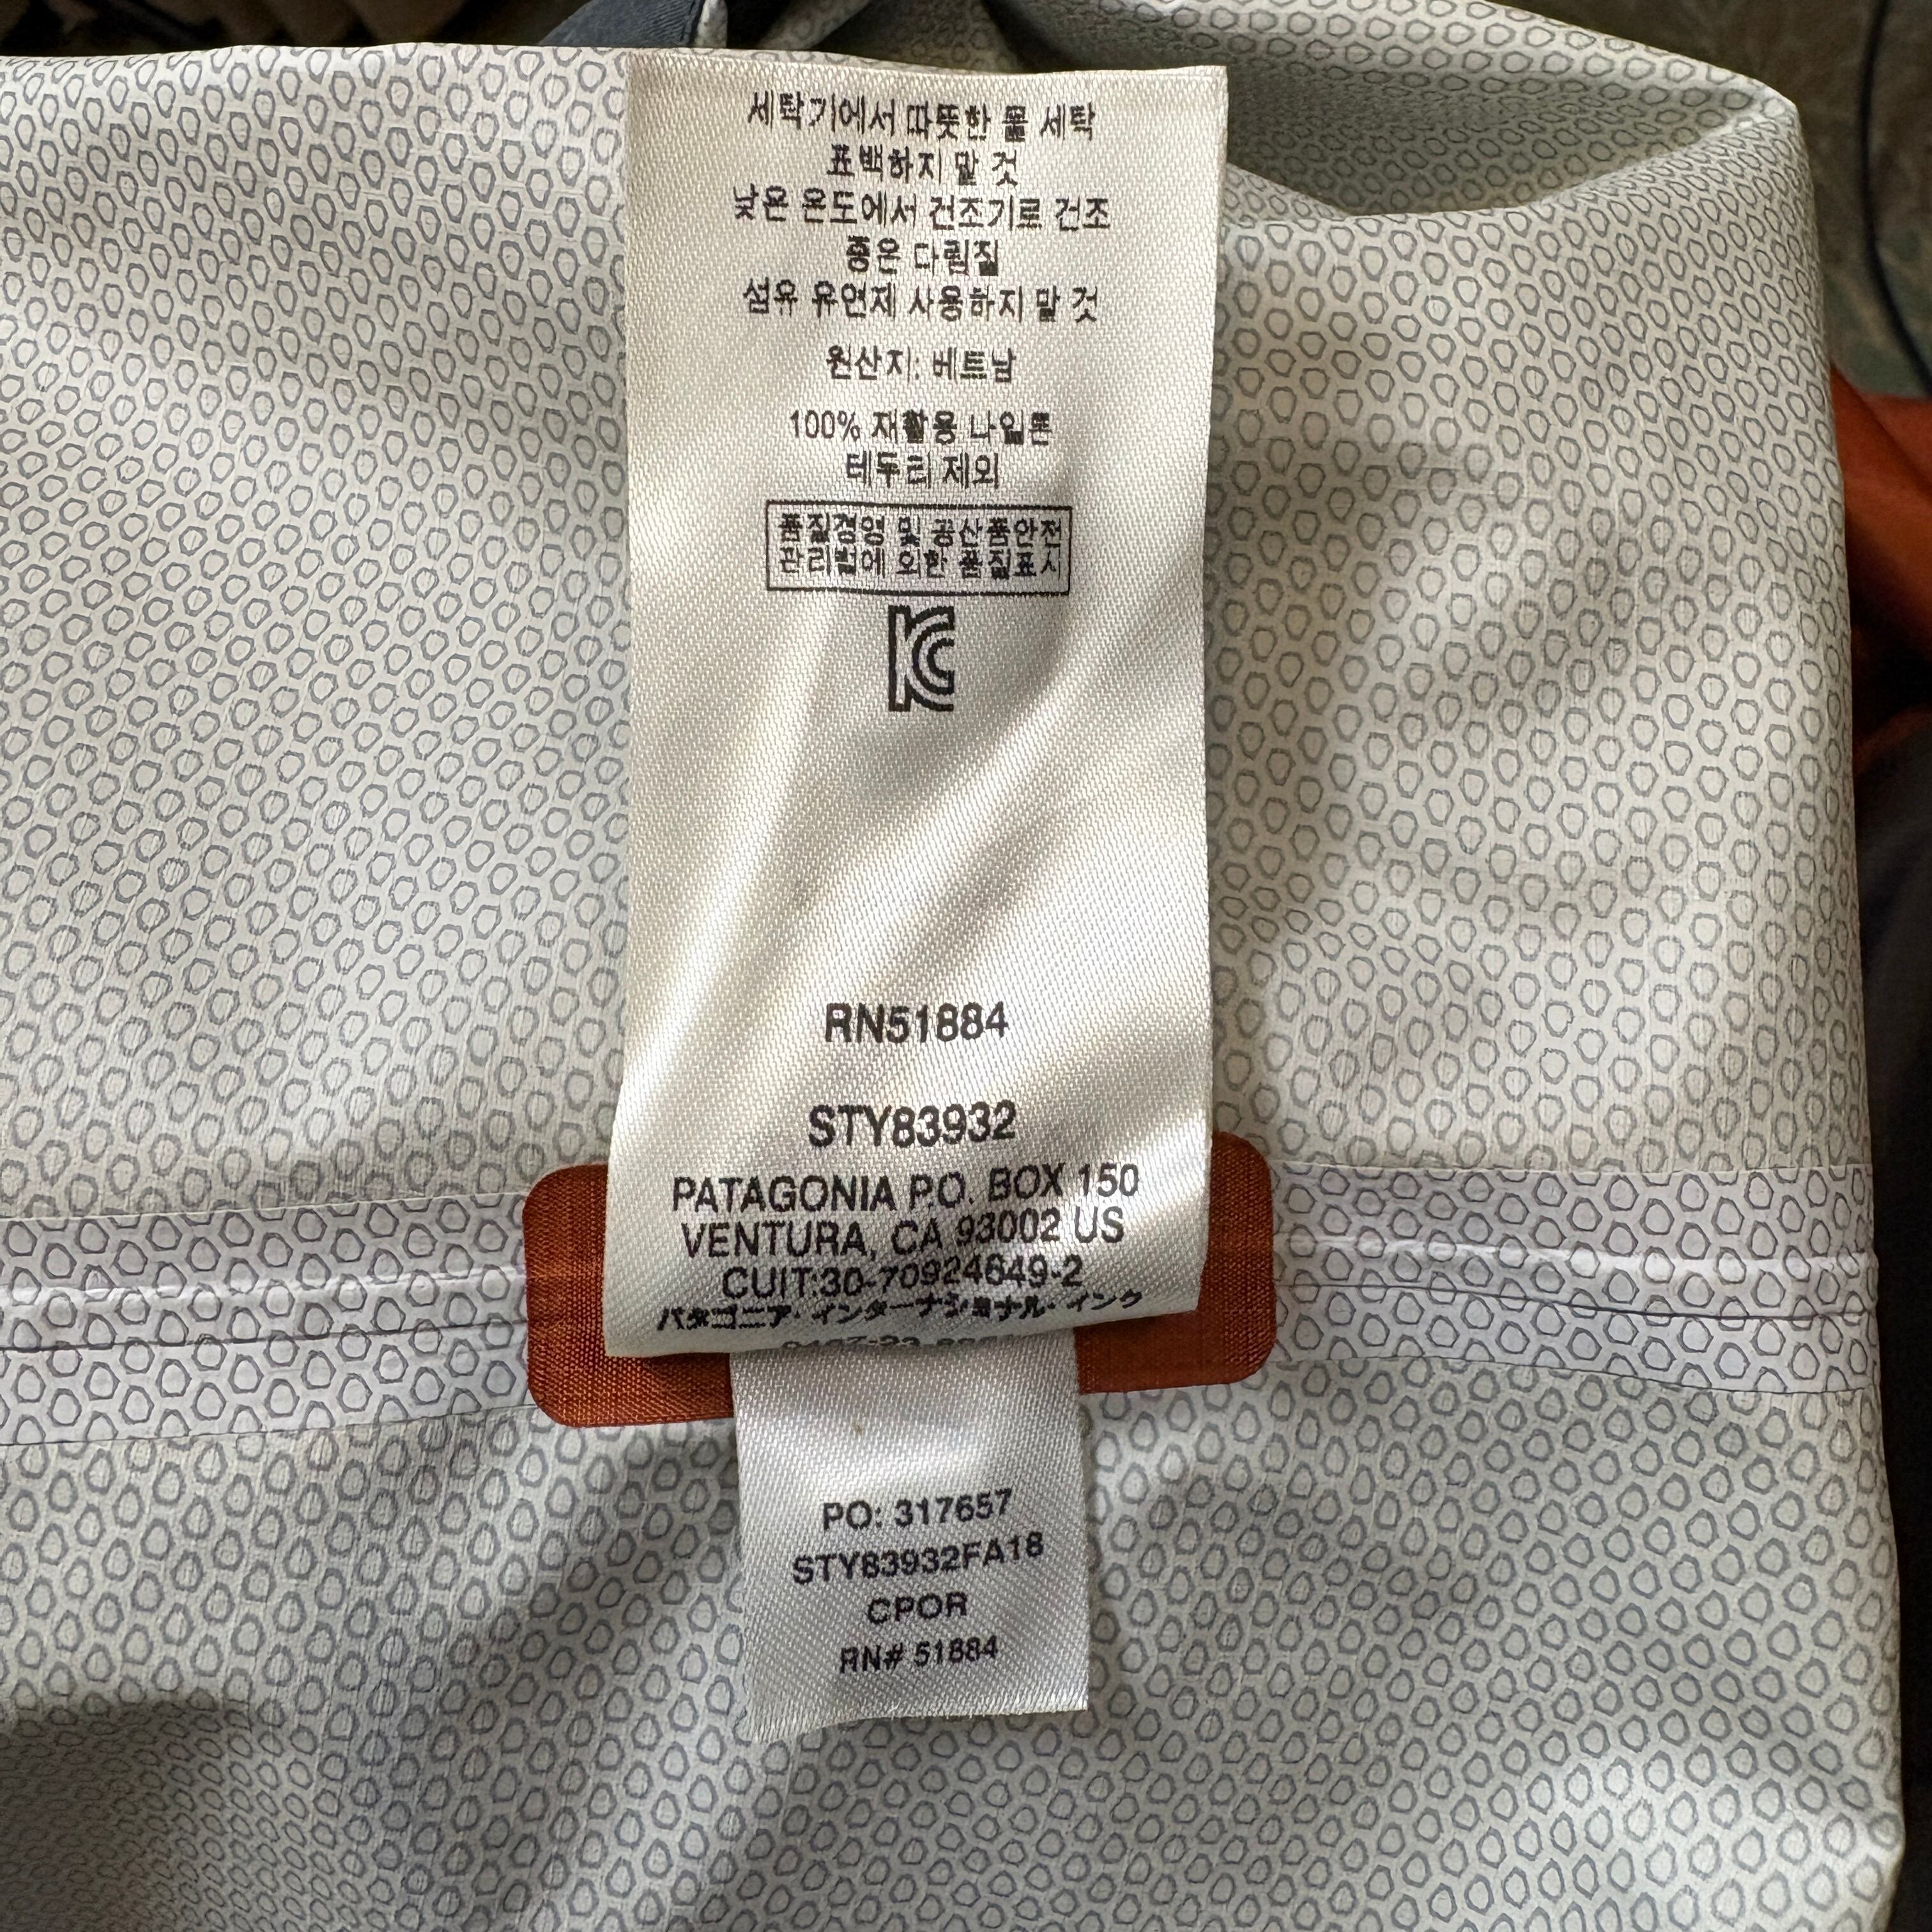 세탁기에서 따뜻한 물 세탁
표백하지 말 것
낮은 온도에서 건조기로 건조
중온 다림질
섬유 유연제 사용하지 말 것
원산지: 베트남
100% 재활용 나일론
테두리 제외
품질경영 및 공산품안전
관리법에 의한 품질표시
KC
RN51884
STY83932
PATAGONIA P.O. BOX 150
VENTURA, CA 93002 US
CUIT:30-70924649-2
パタゴニア・インターナショナル・インク
PO: 317657
STY83932FA18
CPOR
RN# 51884